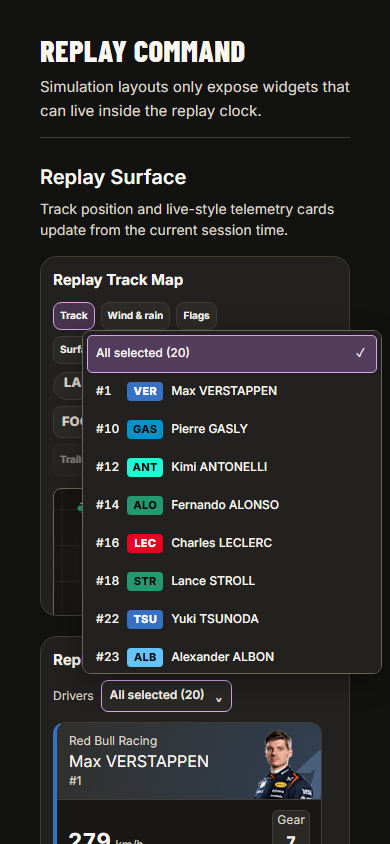 REPLAY COMMAND
Simulation layouts only expose widgets that
can live inside the replay clock.
Replay Surface
Track position and live-style telemetry cards
update from the current session time.
Replay Track Map
Track Wind & rain Flags
All selected (20) ✓
#1 VER Max VERSTAPPEN
#10 GAS Pierre GASLY
#12 ANT Kimi ANTONELLI
#14 ALO Fernando ALONSO
#16 LEC Charles LECLERC
#18 STR Lance STROLL
#22 TSU Yuki TSUNODA
#23 ALB Alexander ALBON
Drivers All selected (20)
Red Bull Racing
Max VERSTAPPEN
#1
Gear
279 km/h 7